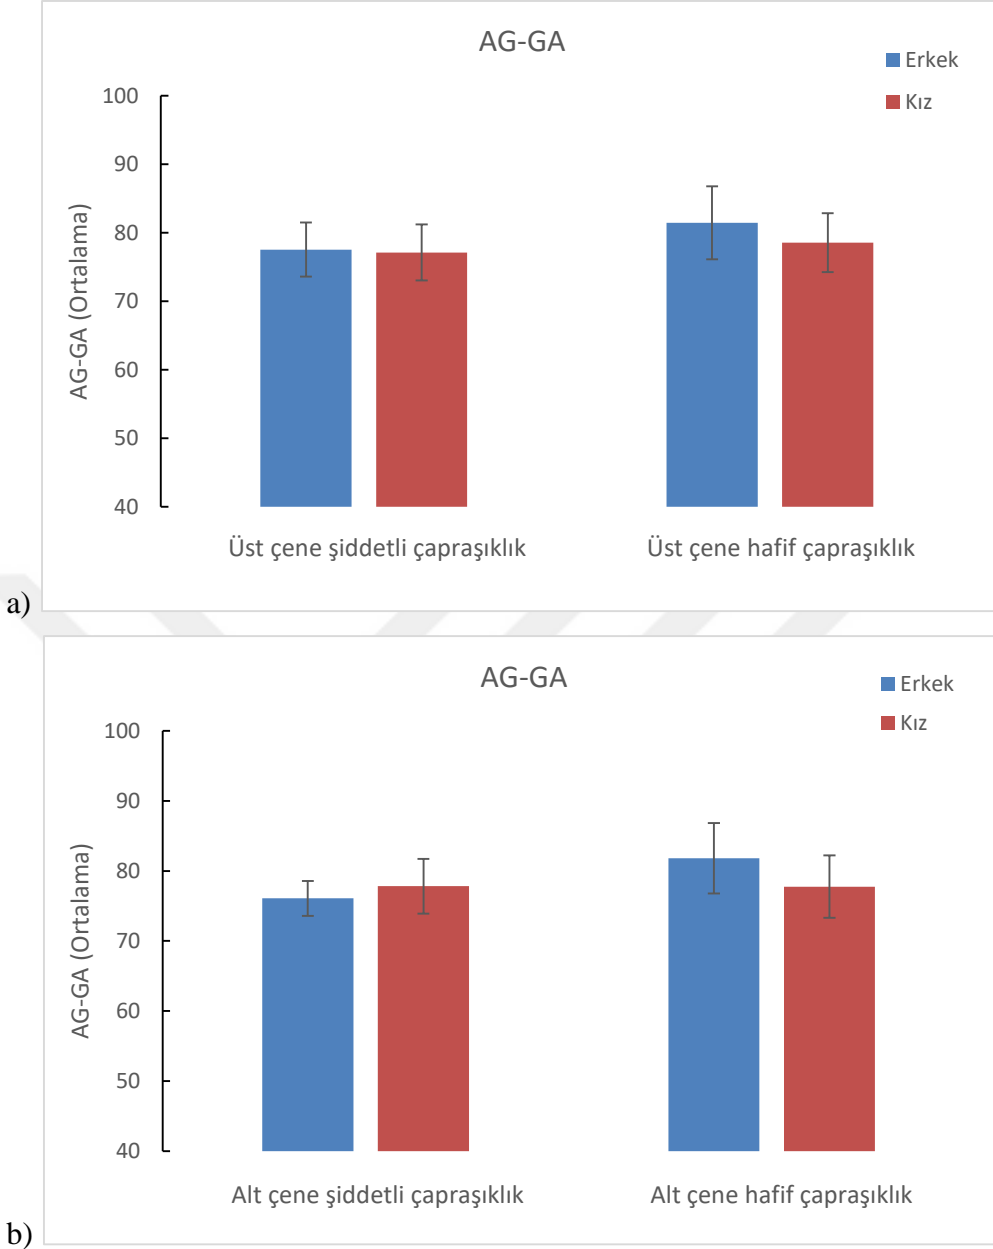 AG-GA
Erkek
Kız
100
90
80
70
60
50
40
AG-GA (Ortalama)
Üst çene şiddetli çapraşıklık
Üst çene hafif çapraşıklık
a)
AG-GA
Erkek
Kız
100
90
80
70
60
50
40
AG-GA (Ortalama)
Alt çene şiddetli çapraşıklık
Alt çene hafif çapraşıklık
b)